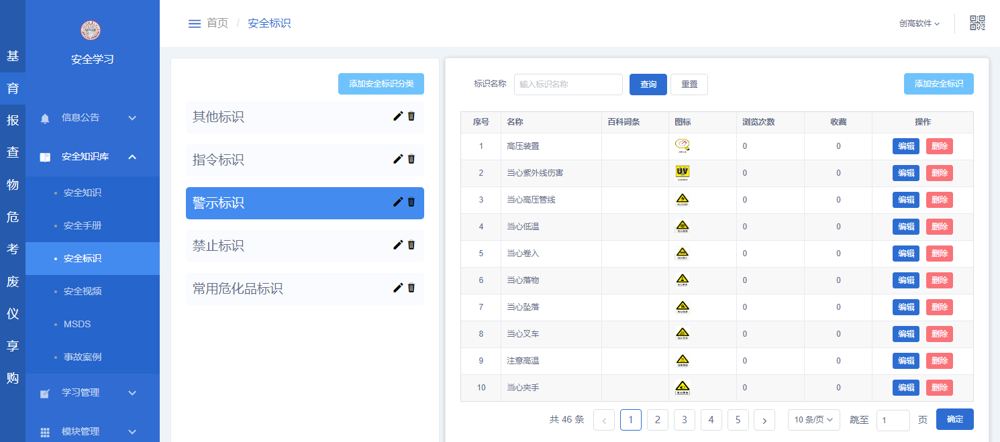 基
育
报
查
物
危
考
废
仪
享
购
安全学习
信息公告
安全知识库
安全知识
安全手册
安全标识
安全视频
MSDS
事故案例
学习管理
模块管理
首页 / 安全标识
创高软件
添加安全标识分类
其他标识
指令标识
警示标识
禁止标识
常用危化品标识
标识名称 输入标识名称 查询 重置 添加安全标识
序号 名称 百科词条 图标 浏览次数 收藏 操作
1 高压装置 0 0 编辑 删除
2 当心紫外线伤害 UV 0 0 编辑 删除
3 当心高压管线 0 0 编辑 删除
4 当心低温 0 0 编辑 删除
5 当心卷入 0 0 编辑 删除
6 当心落物 0 0 编辑 删除
7 当心坠落 0 0 编辑 删除
8 当心叉车 0 0 编辑 删除
9 注意高温 0 0 编辑 删除
10 当心夹手 0 0 编辑 删除
共 46 条 < 1 2 3 4 5 > 10 条/页 跳至 1 页 确定